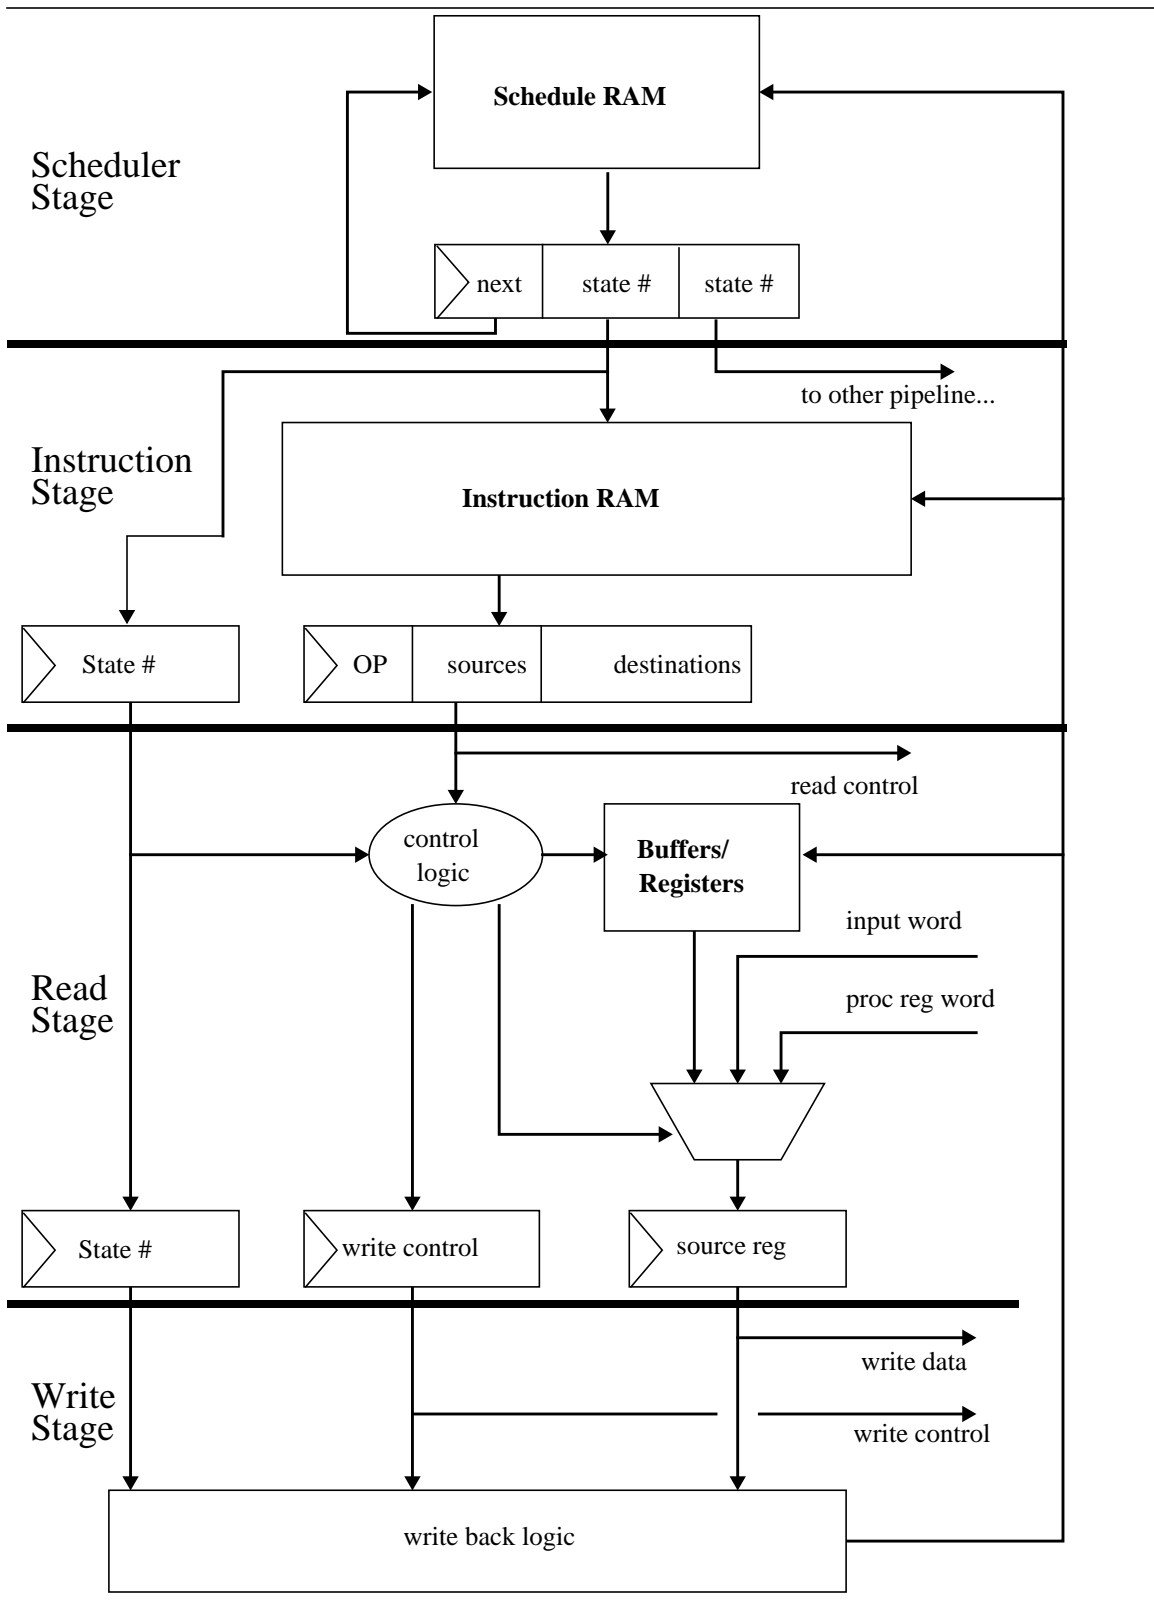 Schedule RAM
Scheduler
Stage
next
state #
state #
to other pipeline...
Instruction
Stage
Instruction RAM
State #
OP
sources
destinations
read control
control
logic
Buffers/
Registers
input word
proc reg word
Read
Stage
State #
write control
source reg
write data
Write
Stage
write control
write back logic